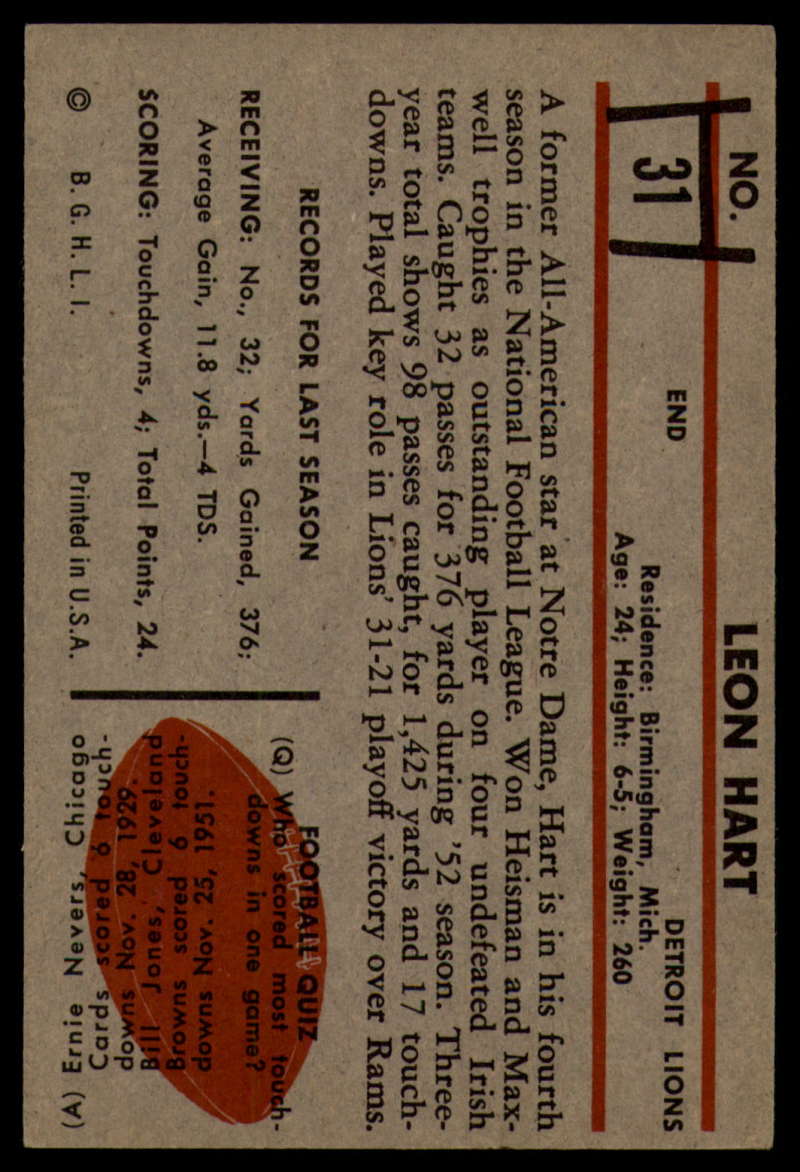 NO.
31
LEON HART
END
DETROIT LIONS
Residence: Birmingham, Mich.
Age: 24; Height: 6-5; Weight: 260
A former All-American star at Notre Dame, Hart is in his fourth
season in the National Football League. Won Heisman and Max-
well trophies as outstanding player on four undefeated Irish
teams. Caught 32 passes for 376 yards during '52 season. Three-
year total shows 98 passes caught, for 1,425 yards and 17 touch-
downs. Played key role in Lions' 31-21 playoff victory over Rams.
RECORDS FOR LAST SEASON
RECEIVING: No., 32; Yards Gained, 376;
Average Gain, 11.8 yds.—4 TDS.
SCORING: Touchdowns, 4; Total Points, 24.
© B. G. H. L. I.
Printed in U.S.A.
FOOTBALL QUIZ
(Q) Who scored most touch-
downs in one game?
(A) Ernie Nevers, Chicago
Cards scored 6 touch-
downs Nov. 28, 1929.
Bill Jones, Cleveland
Browns scored 6 touch-
downs Nov. 25, 1951.